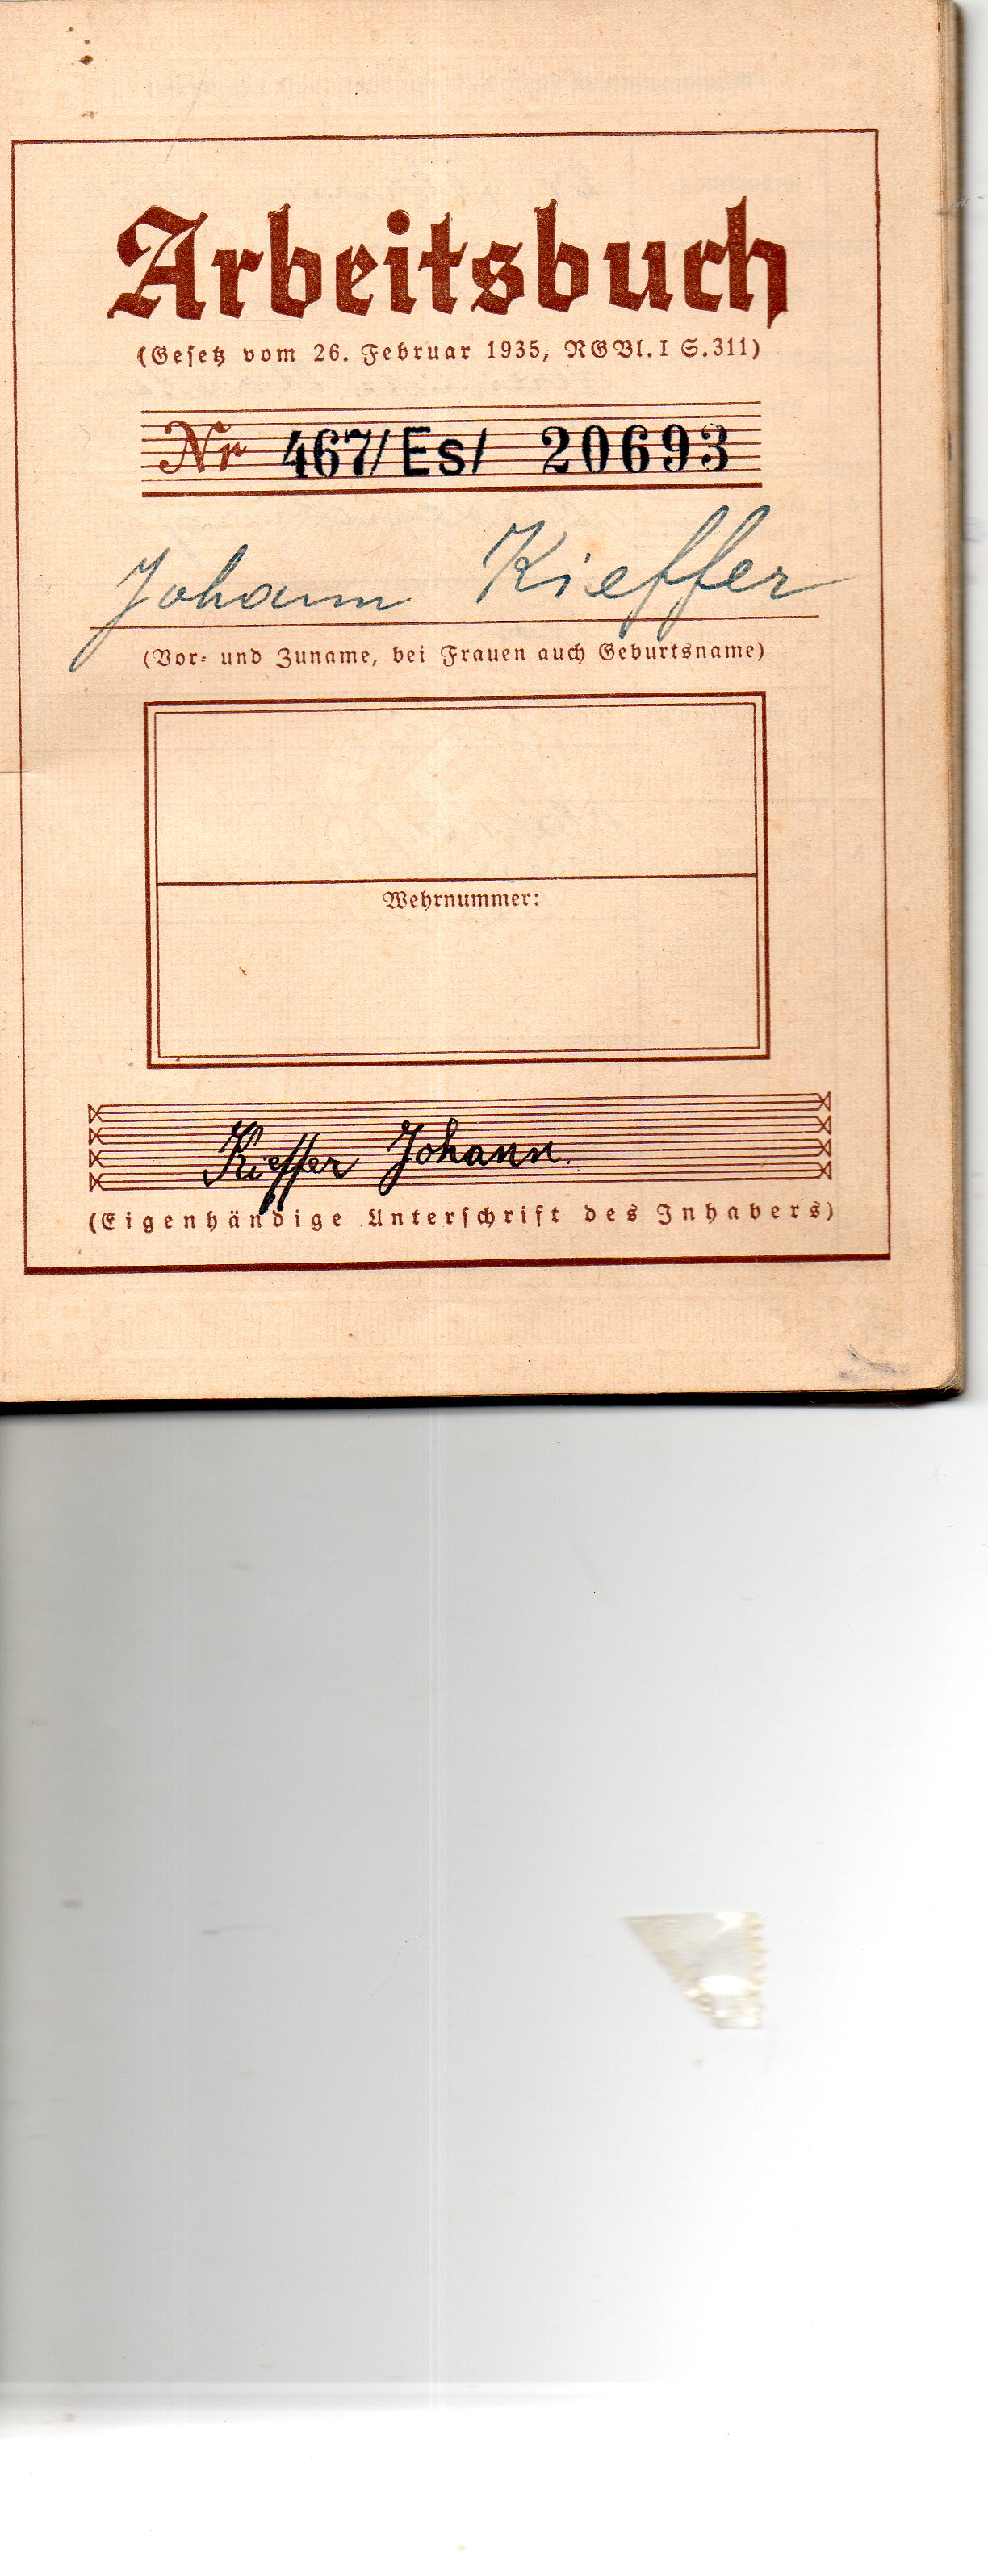 Arbeitsbuch
(Gesetz vom 26. Februar 1935, RGBl. I S. 311)
Nr 467/Es/ 20693
Johann Kieffer
(Vor- und Zuname, bei Frauen auch Geburtsname)
Wehrnummer:
Kieffer Johann.
(Eigenhändige Unterschrift des Inhabers)